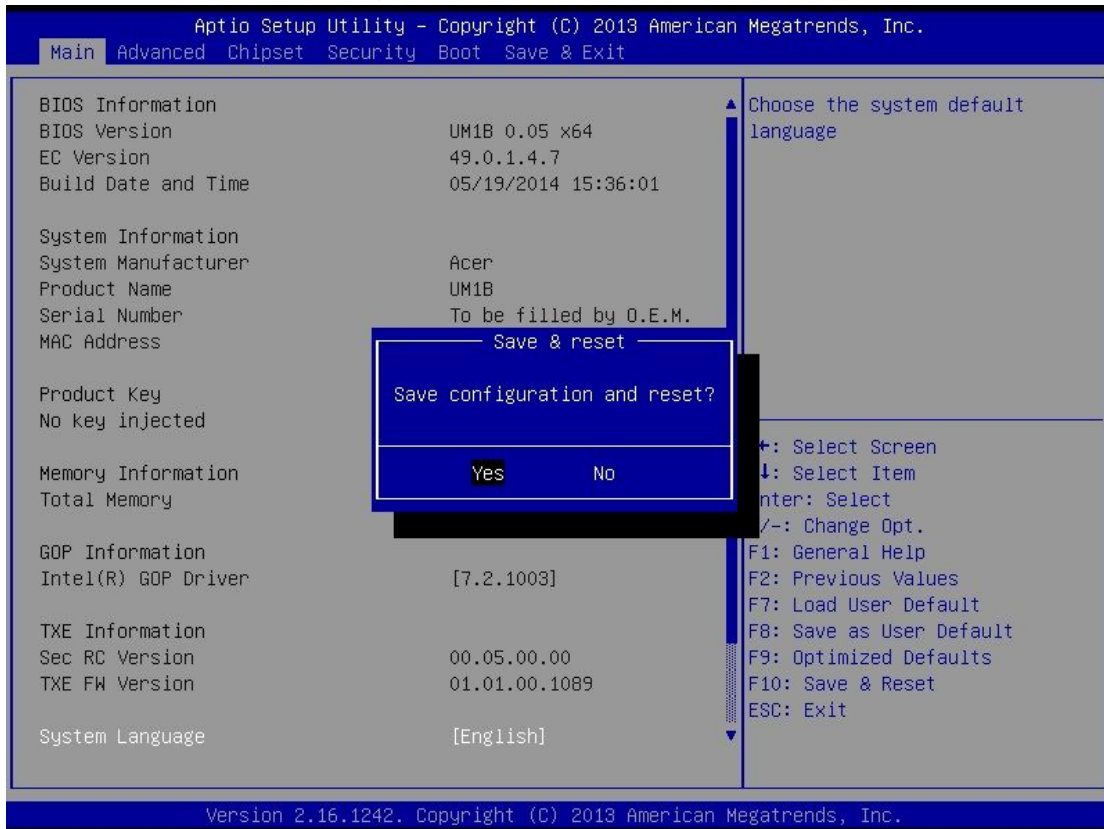 Aptio Setup Utility – Copyright (C) 2013 American Megatrends, Inc.
Main Advanced Chipset Security Boot Save & Exit
BIOS Information
BIOS Version UM1B 0.05 x64
EC Version 49.0.1.4.7
Build Date and Time 05/19/2014 15:36:01
System Information
System Manufacturer Acer
Product Name UM1B
Serial Number To be filled by O.E.M.
MAC Address
Product Key
No key injected
Memory Information
Total Memory
GOP Information
Intel(R) GOP Driver [7.2.1003]
TXE Information
Sec RC Version 00.05.00.00
TXE FW Version 01.01.00.1089
System Language [English]
Save & reset
Save configuration and reset?
Yes No
Choose the system default
language
←: Select Screen
↓: Select Item
nter: Select
/-: Change Opt.
F1: General Help
F2: Previous Values
F7: Load User Default
F8: Save as User Default
F9: Optimized Defaults
F10: Save & Reset
ESC: Exit
Version 2.16.1242. Copyright (C) 2013 American Megatrends, Inc.